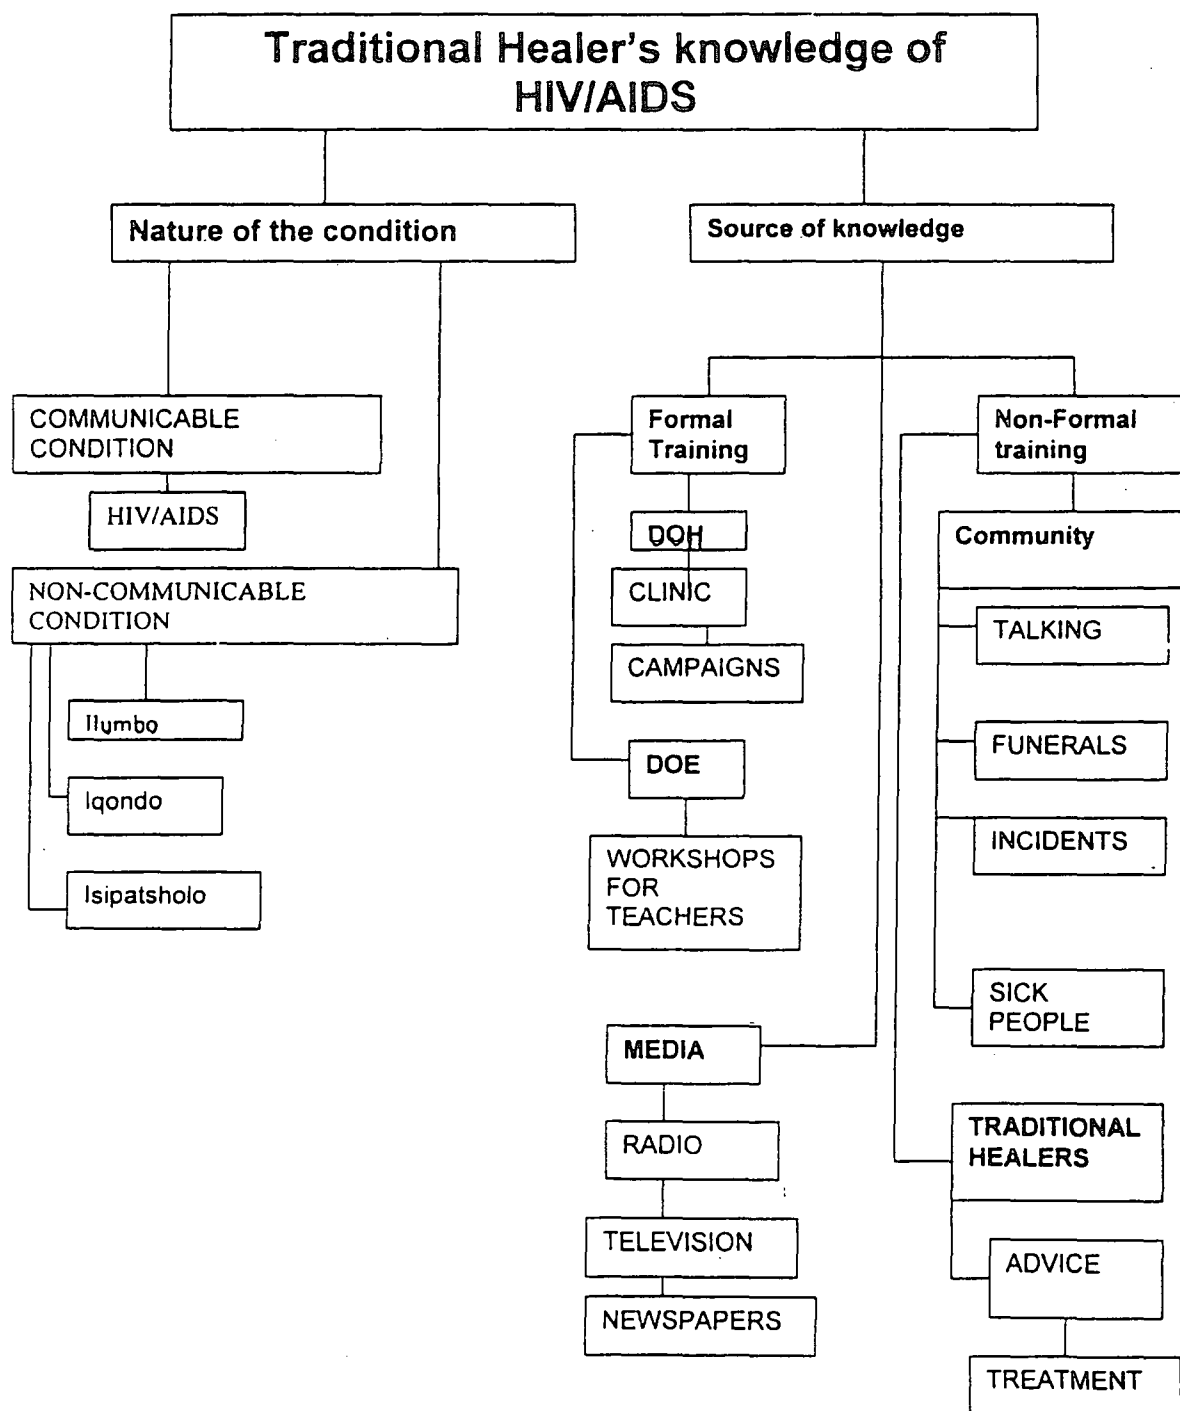 Traditional Healer's knowledge of
HIV/AIDS
Nature of the condition
Source of knowledge
COMMUNICABLE
CONDITION
HIV/AIDS
NON-COMMUNICABLE
CONDITION
Ilumbo
Iqondo
Isipatsholo
Formal
Training
DOH
CLINIC
CAMPAIGNS
DOE
WORKSHOPS
FOR
TEACHERS
MEDIA
RADIO
TELEVISION
NEWSPAPERS
Non-Formal
training
Community
TALKING
FUNERALS
INCIDENTS
SICK
PEOPLE
TRADITIONAL
HEALERS
ADVICE
TREATMENT